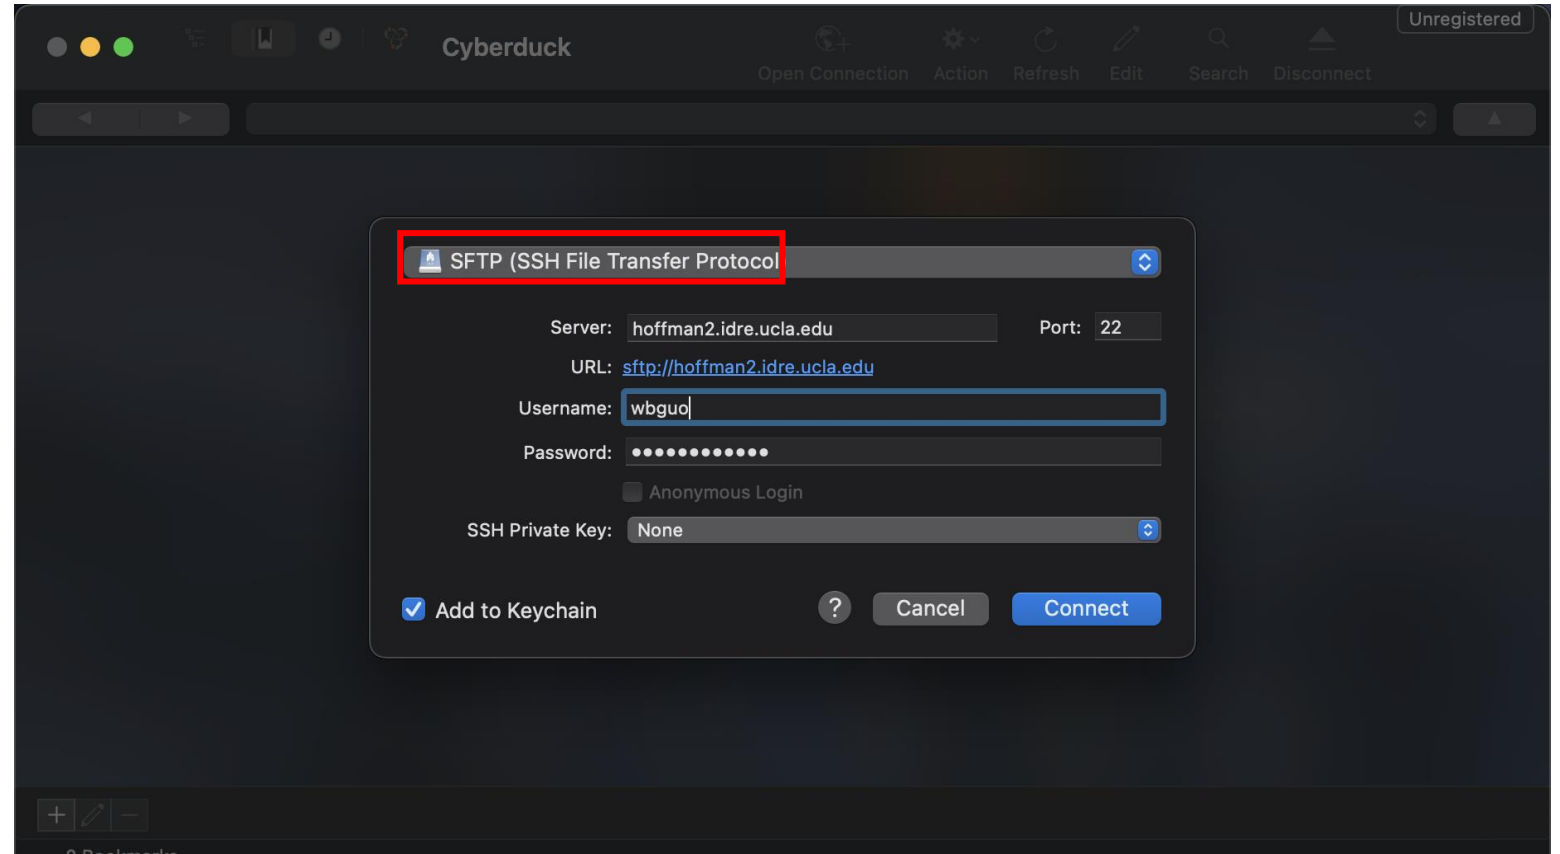 Unregistered
Cyberduck
Open Connection Action Refresh Edit Search Disconnect
SFTP (SSH File Transfer Protocol
Server: hoffman2.idre.ucla.edu Port: 22
URL: sftp://hoffman2.idre.ucla.edu
Username: wbguo
Password: ●●●●●●●●●●●●
Anonymous Login
SSH Private Key: None
Add to Keychain ? Cancel Connect